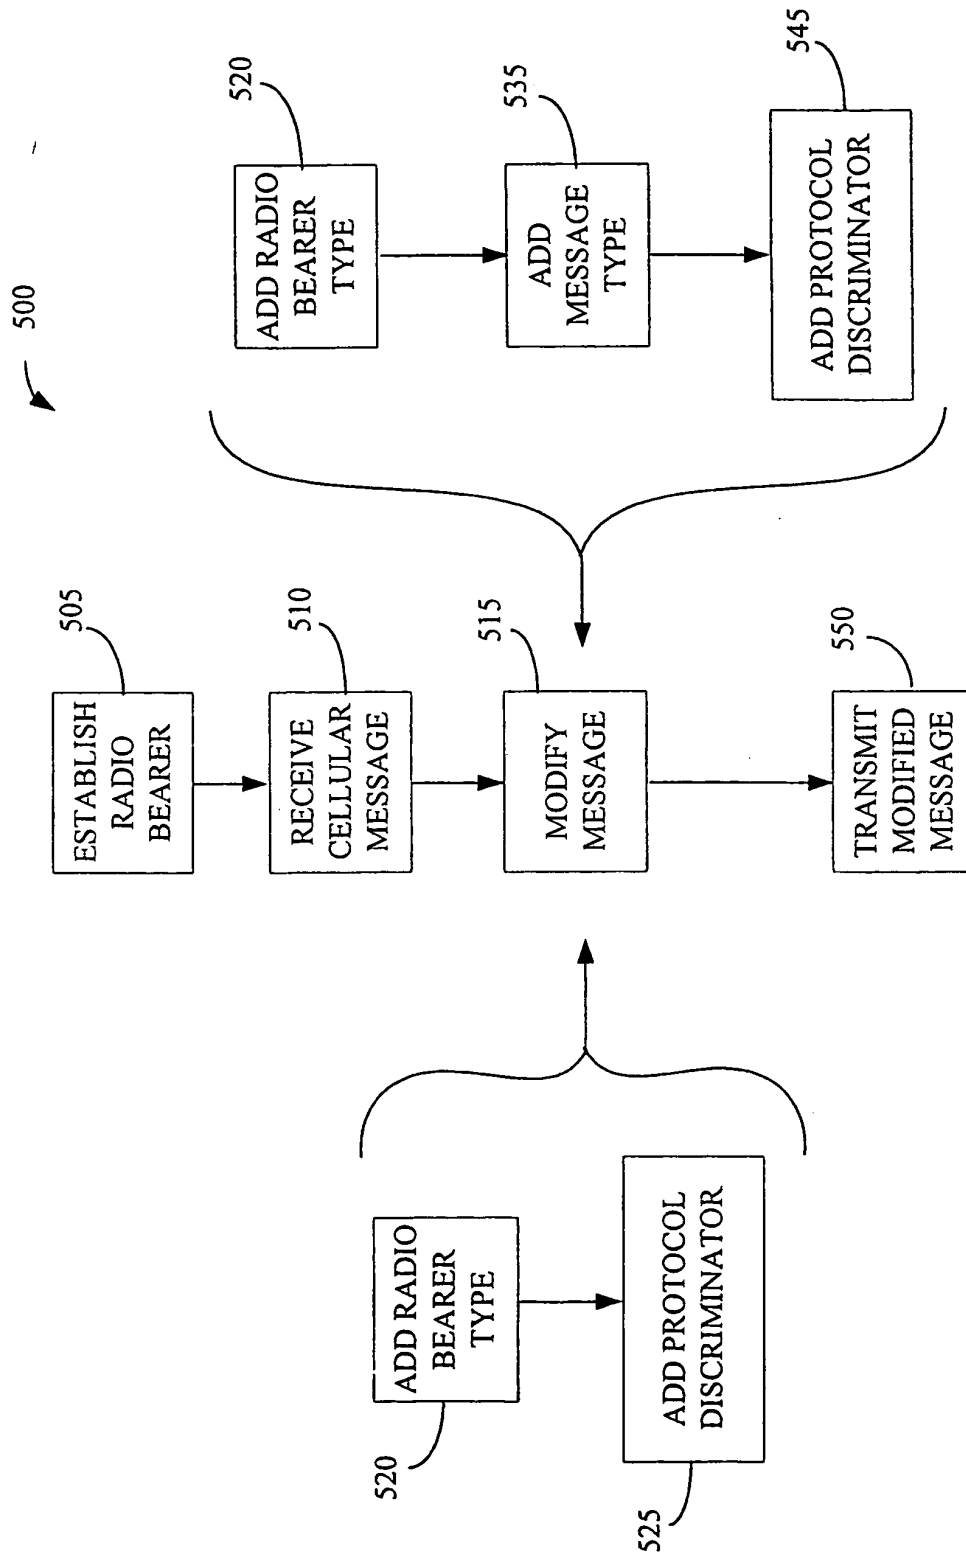 500
505
ESTABLISH
RADIO
BEARER
510
RECEIVE
CELLULAR
MESSAGE
515
MODIFY
MESSAGE
550
TRANSMIT
MODIFIED
MESSAGE
520
ADD RADIO
BEARER
TYPE
525
ADD PROTOCOL
DISCRIMINATOR
520
ADD RADIO
BEARER
TYPE
535
ADD
MESSAGE
TYPE
545
ADD PROTOCOL
DISCRIMINATOR